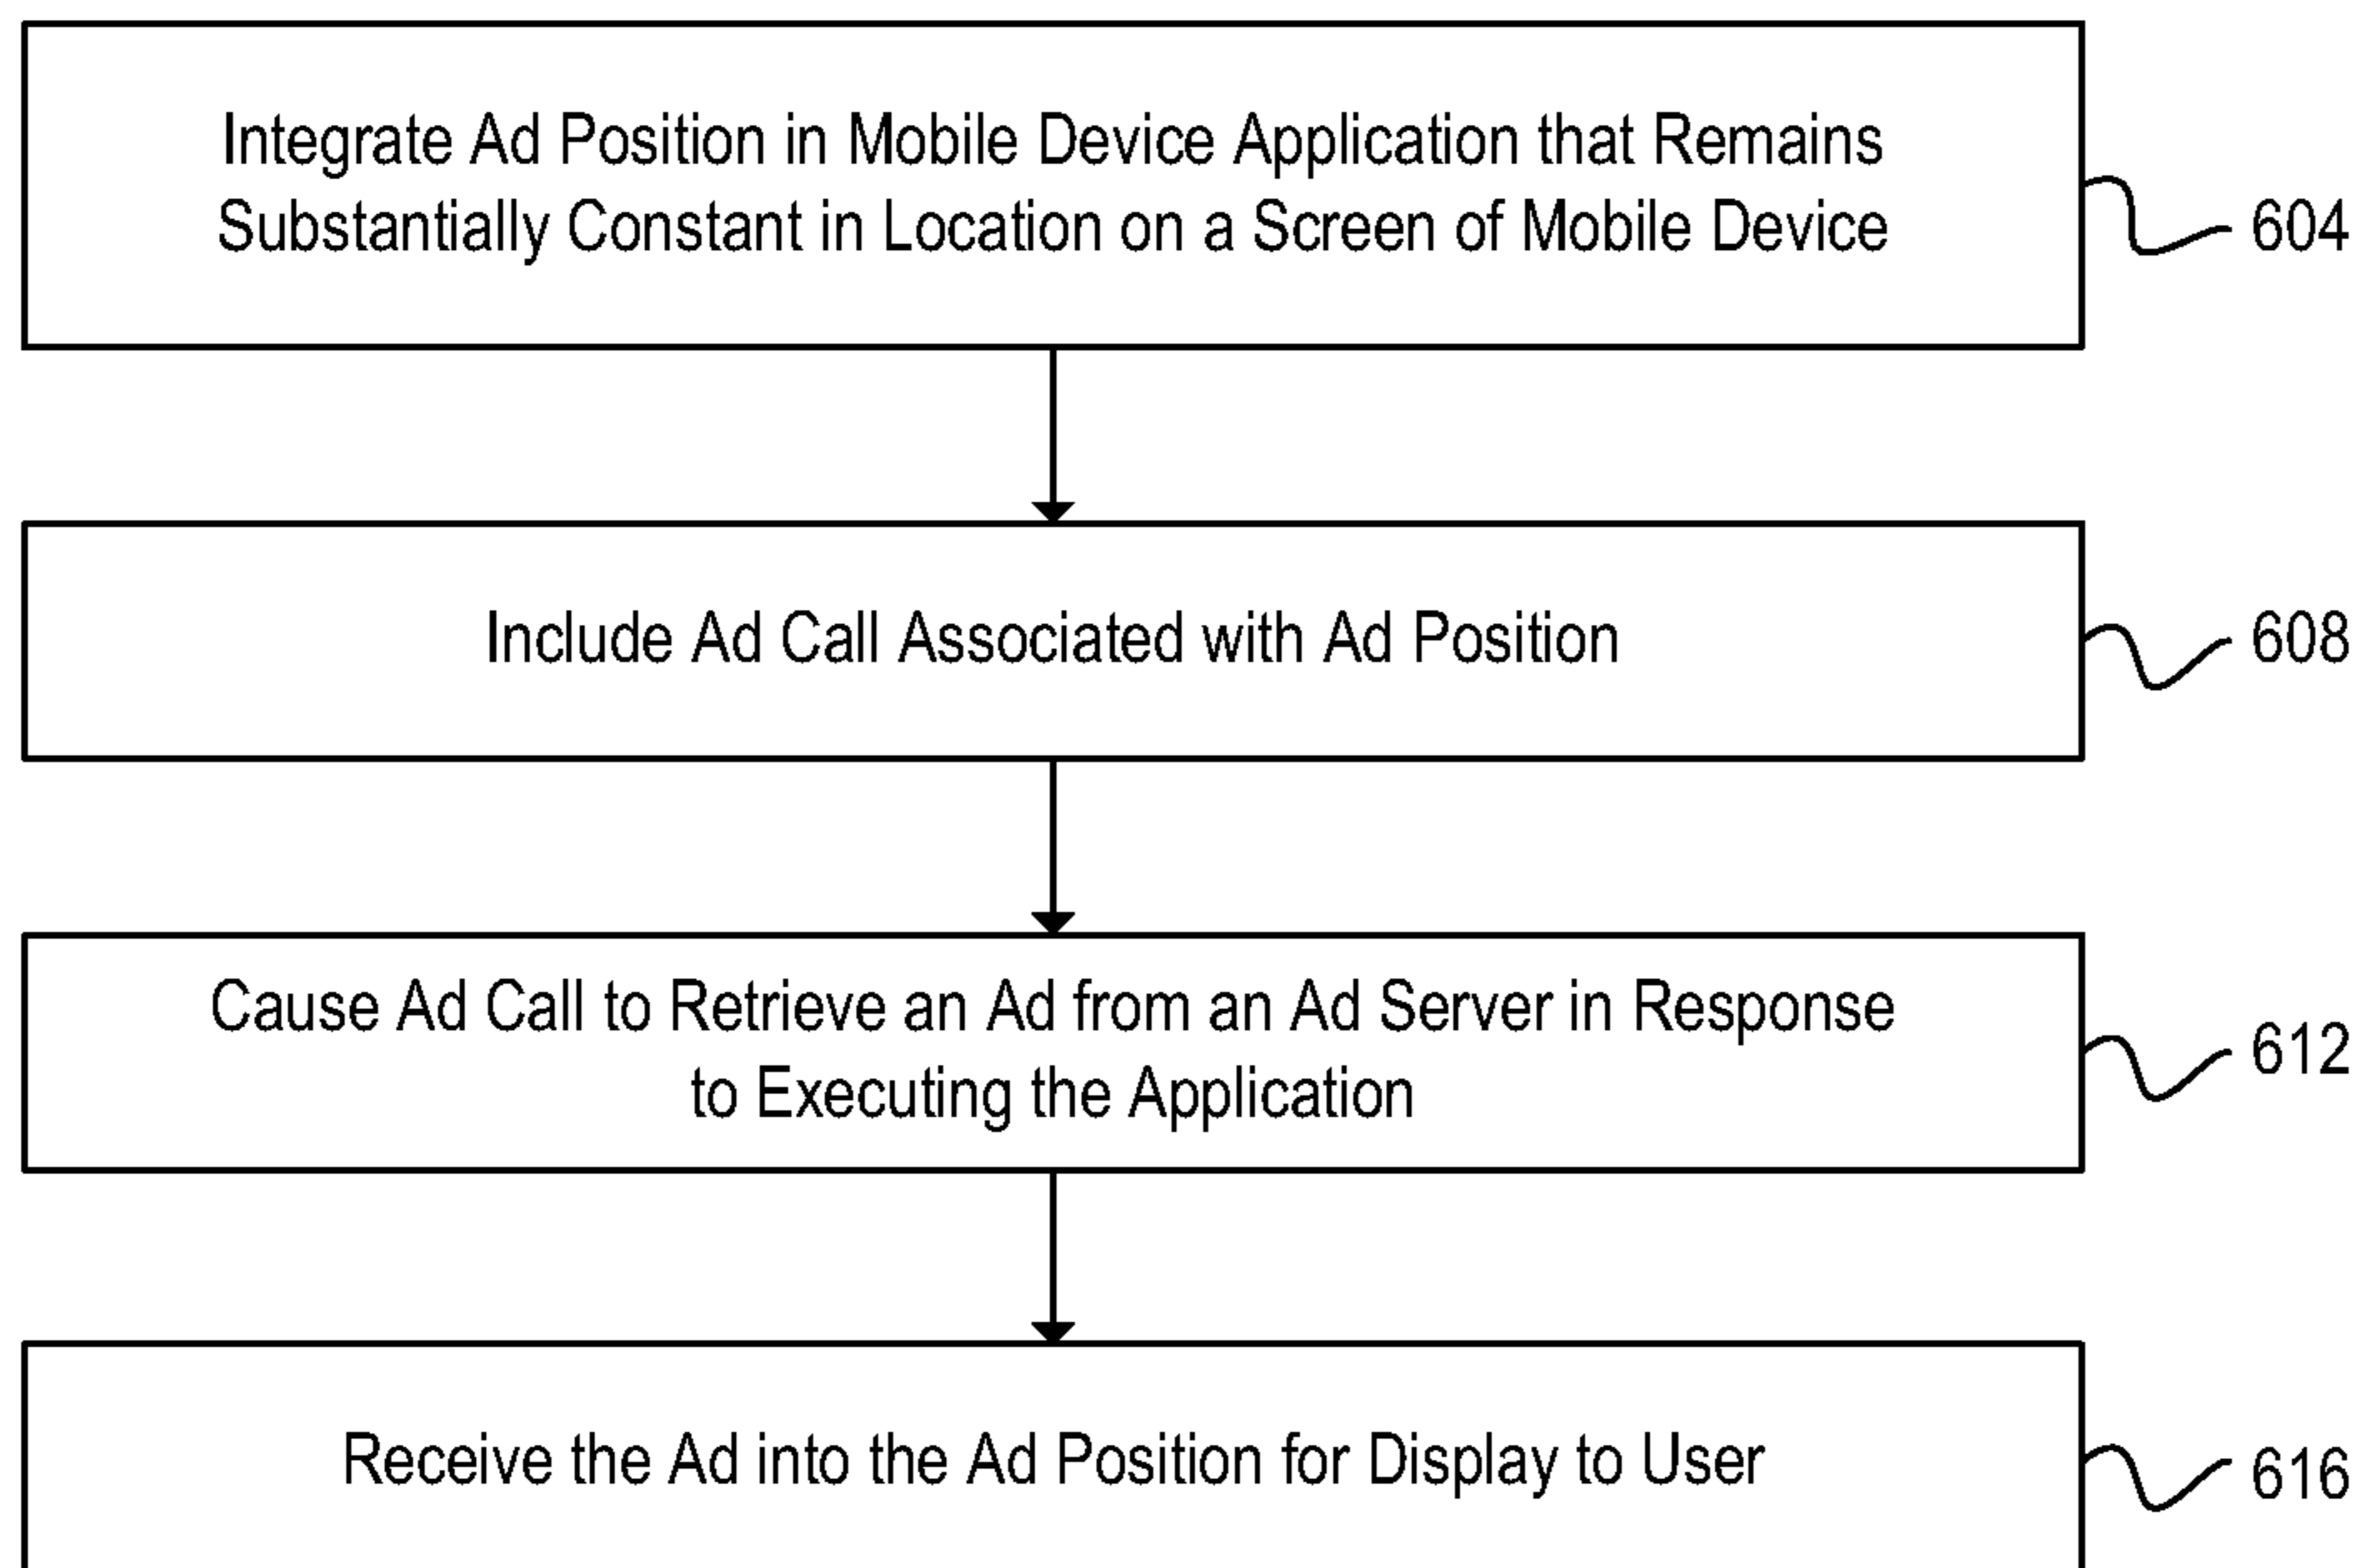 Integrate Ad Position in Mobile Device Application that Remains
Substantially Constant in Location on a Screen of Mobile Device
604
Include Ad Call Associated with Ad Position
608
Cause Ad Call to Retrieve an Ad from an Ad Server in Response
to Executing the Application
612
Receive the Ad into the Ad Position for Display to User
616